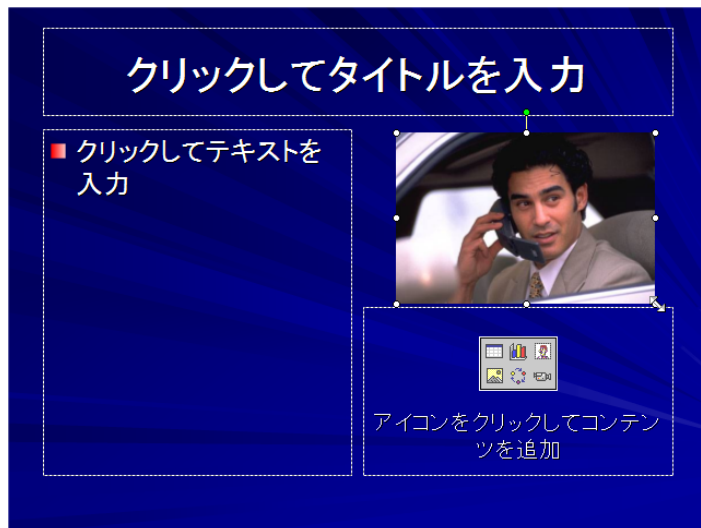 クリックしてタイトルを入力
クリックしてテキストを
入力
アイコンをクリックしてコンテン
ツを追加